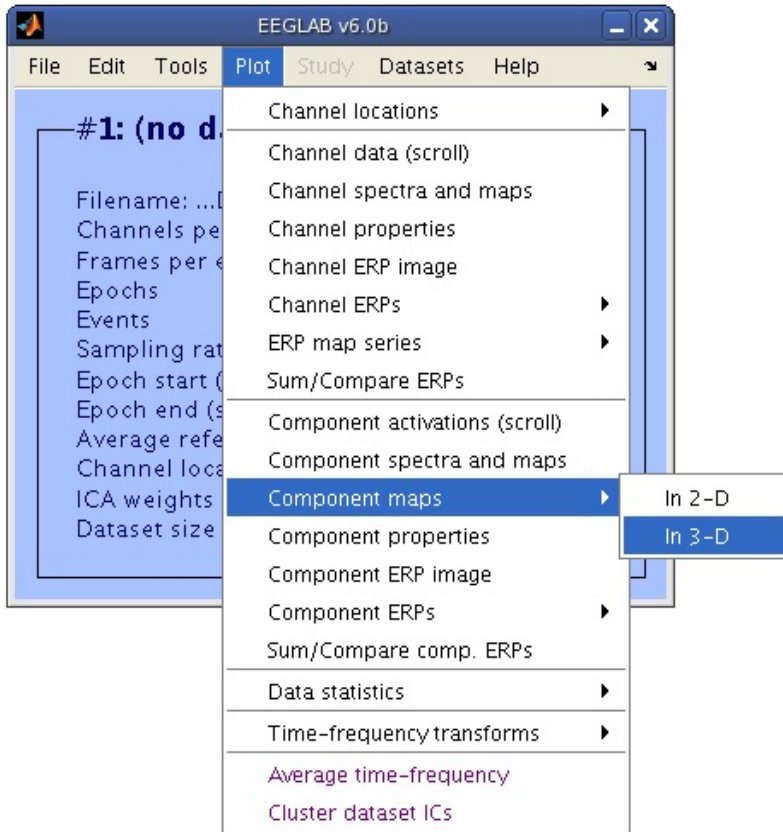 EEGLAB v6.0b
File Edit Tools Plot Study Datasets Help
#1: (no d
Filename: ...
Channels pe
Frames per e
Epochs
Events
Sampling rat
Epoch start (
Epoch end (s
Average refe
Channel loca
ICA weights
Dataset size
Channel locations
Channel data (scroll)
Channel spectra and maps
Channel properties
Channel ERP image
Channel ERPs
ERP map series
Sum/Compare ERPs
Component activations (scroll)
Component spectra and maps
Component maps
Component properties
Component ERP image
Component ERPs
Sum/Compare comp. ERPs
Data statistics
Time-frequency transforms
Average time-frequency
Cluster dataset ICs
In 2-D
In 3-D